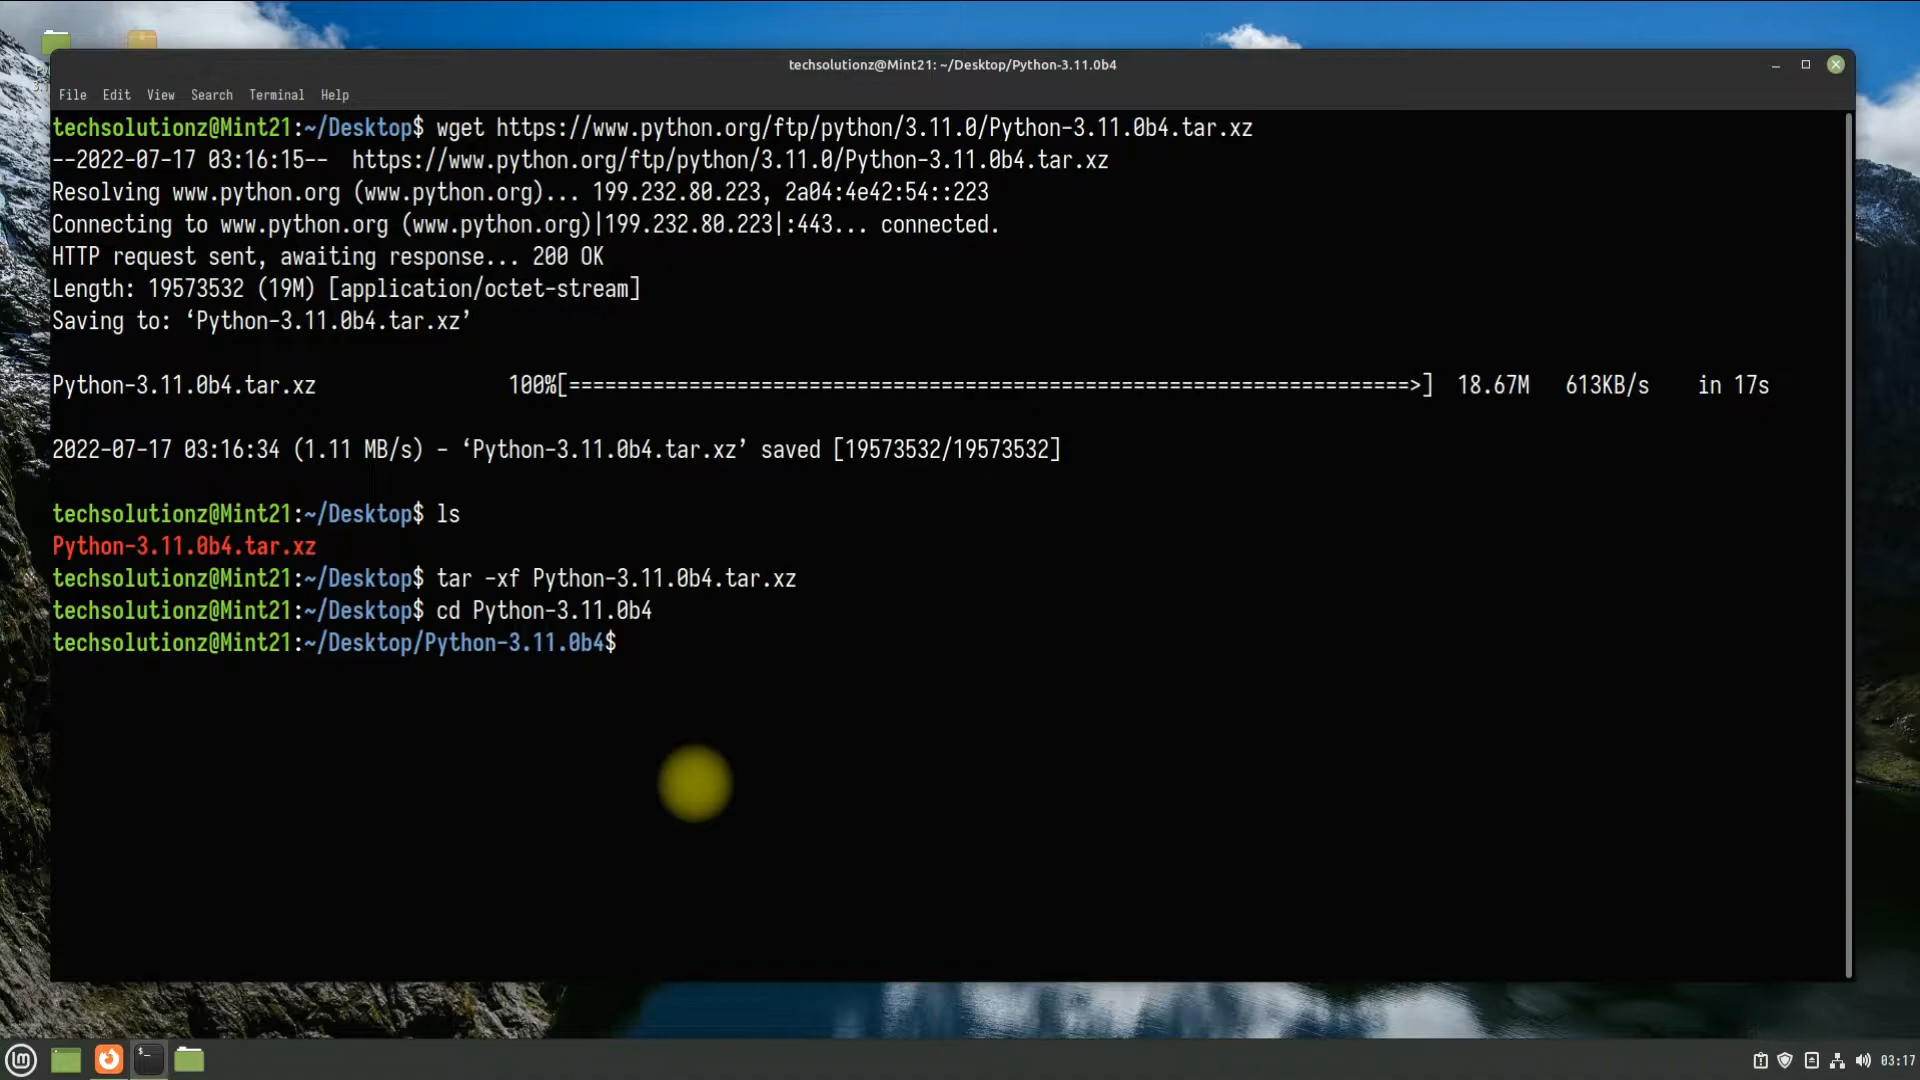 techsolutionz@Mint21: ~/Desktop/Python-3.11.0b4
File Edit View Search Terminal Help
techsolutionz@Mint21:~/Desktop$ wget https://www.python.org/ftp/python/3.11.0/Python-3.11.0b4.tar.xz
--2022-07-17 03:16:15--  https://www.python.org/ftp/python/3.11.0/Python-3.11.0b4.tar.xz
Resolving www.python.org (www.python.org)... 199.232.80.223, 2a04:4e42:54::223
Connecting to www.python.org (www.python.org)|199.232.80.223|:443... connected.
HTTP request sent, awaiting response... 200 OK
Length: 19573532 (19M) [application/octet-stream]
Saving to: ‘Python-3.11.0b4.tar.xz’
Python-3.11.0b4.tar.xz 100%[======================================================================>] 18.67M 613KB/s in 17s
2022-07-17 03:16:34 (1.11 MB/s) - ‘Python-3.11.0b4.tar.xz’ saved [19573532/19573532]
techsolutionz@Mint21:~/Desktop$ ls
Python-3.11.0b4.tar.xz
techsolutionz@Mint21:~/Desktop$ tar -xf Python-3.11.0b4.tar.xz
techsolutionz@Mint21:~/Desktop$ cd Python-3.11.0b4
techsolutionz@Mint21:~/Desktop/Python-3.11.0b4$
03:17